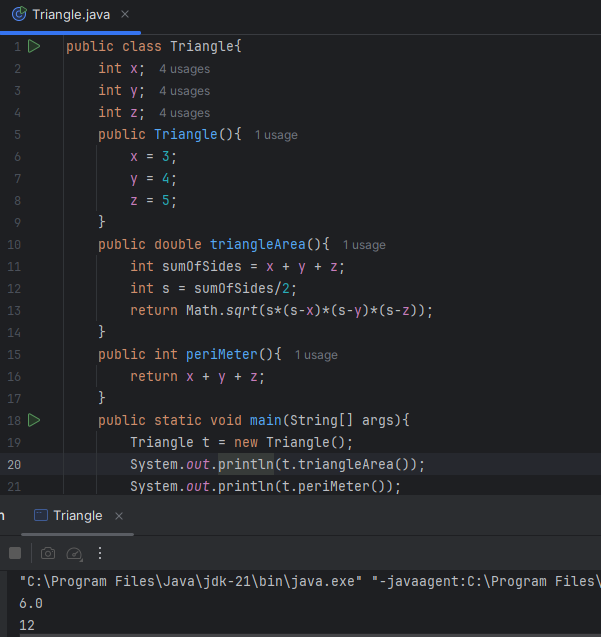 Triangle.java ×
1 public class Triangle{
2 int x; 4 usages
3 int y; 4 usages
4 int z; 4 usages
5 public Triangle(){ 1 usage
6 x = 3;
7 y = 4;
8 z = 5;
9 }
10 public double triangleArea(){ 1 usage
11 int sumOfSides = x + y + z;
12 int s = sumOfSides/2;
13 return Math.sqrt(s*(s-x)*(s-y)*(s-z));
14 }
15 public int periMeter(){ 1 usage
16 return x + y + z;
17 }
18 public static void main(String[] args){
19 Triangle t = new Triangle();
20 System.out.println(t.triangleArea());
21 System.out.println(t.periMeter());
Triangle ×
"C:\Program Files\Java\jdk-21\bin\java.exe" "-javaagent:C:\Program Files\
6.0
12